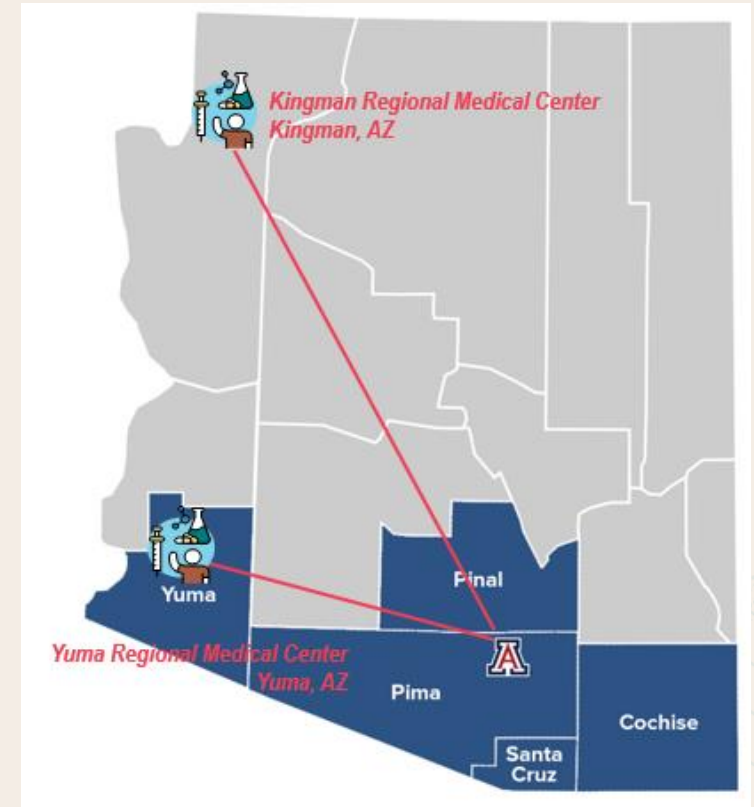 Kingman Regional Medical Center
Kingman, AZ
Pinal
Yuma
Yuma Regional Medical Center
Yuma, AZ
A
Pima
Cochise
Santa
Cruz